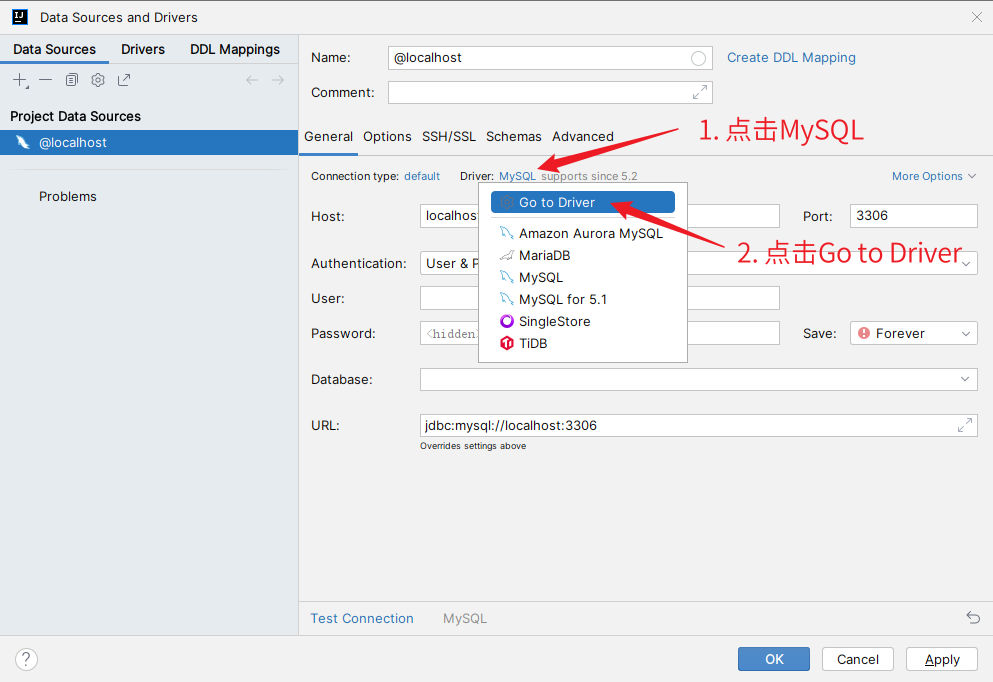 Data Sources and Drivers
Data Sources Drivers DDL Mappings
Project Data Sources
@localhost
Problems
Name: @localhost Create DDL Mapping
Comment:
General Options SSH/SSL Schemas Advanced
1. 点击MySQL
Connection type: default Driver: MySQL supports since 5.2 More Options
Go to Driver
2. 点击Go to Driver
Host: localhost Port: 3306
Amazon Aurora MySQL
MariaDB
MySQL
MySQL for 5.1
SingleStore
TiDB
Authentication: User & P
User:
Password: <hidden Save: Forever
Database:
URL: jdbc:mysql://localhost:3306
Overrides settings above
Test Connection MySQL
? OK Cancel Apply